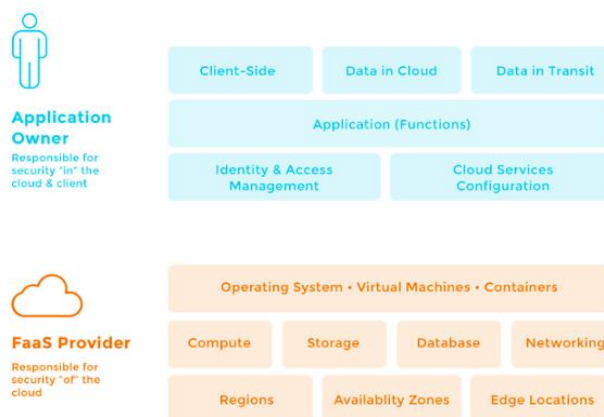 Application
Owner
Responsible for
security "in" the
cloud & client
Client-Side
Data in Cloud
Data in Transit
Application (Functions)
Identity & Access
Management
Cloud Services
Configuration
FaaS Provider
Responsible for
security "of" the
cloud
Operating System • Virtual Machines • Containers
Compute
Storage
Database
Networking
Regions
Availablity Zones
Edge Locations